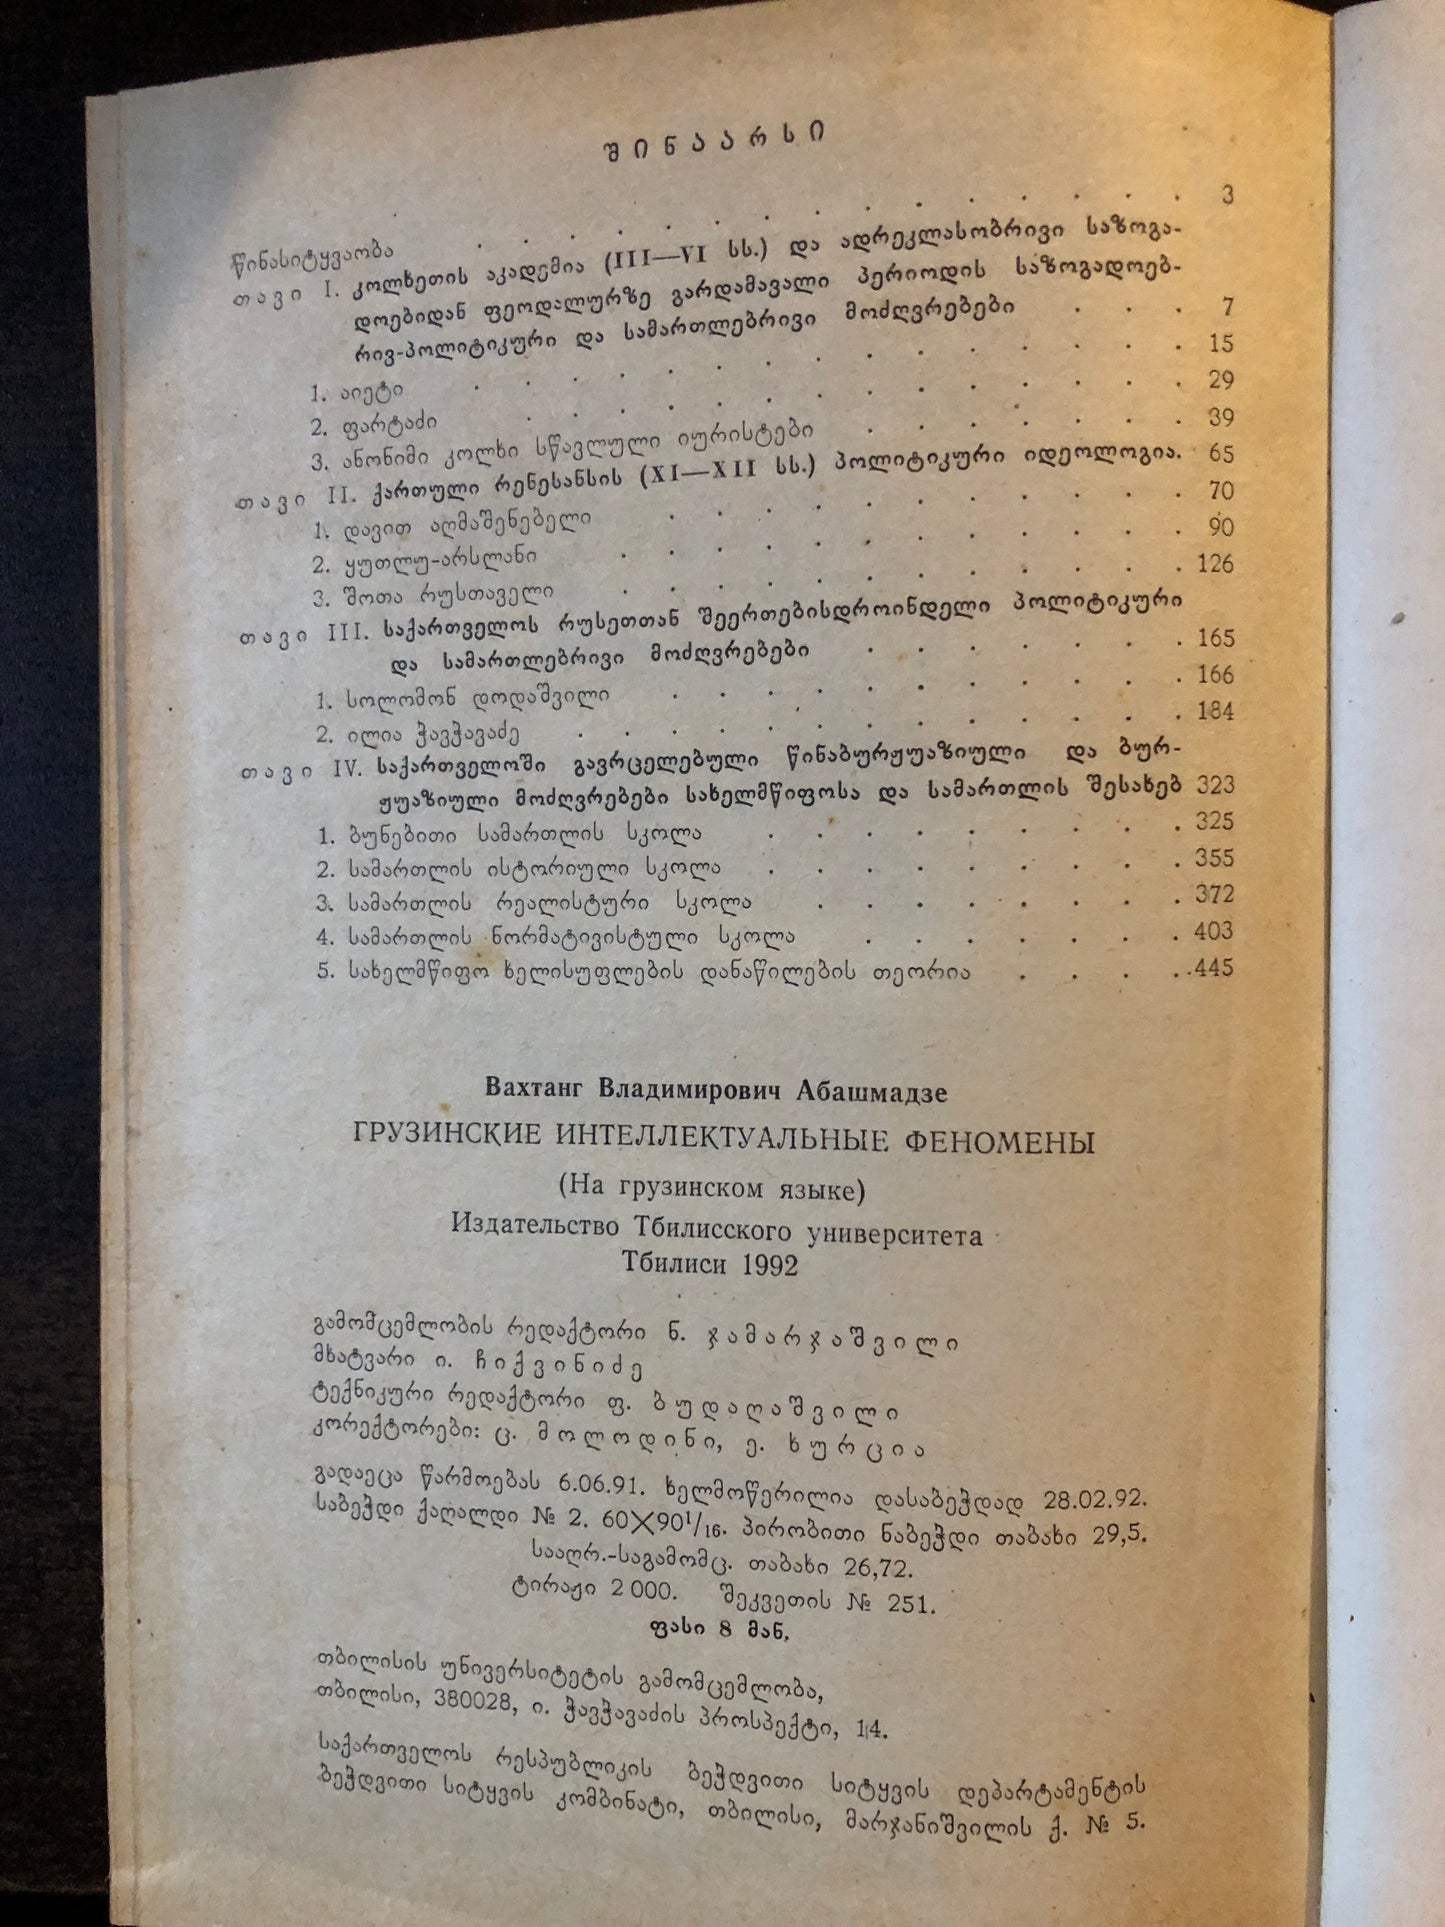 შინაარსი
წინასიტყვაობა . . . . . . . . . . . . . . . 3
თავი I. კოლხეთის აკადემია (III—VI სს.) და ადრეკლასობრივი საზოგა-
დოებიდან ფეოდალურზე გარდამავალი პერიოდის საზოგადოებ-
რივ-პოლიტიკური და სამართლებრივი მოძღვრებები . . . 7
1. აიეტი . . . . . . . . . . . . . . . 15
2. ფარტაძი . . . . . . . . . . . . . . 29
3. ანონიმი კოლხი სწავლული იურისტები . . . . . . . 39
თავი II. ქართული რენესანსის (XI—XII სს.) პოლიტიკური იდეოლოგია. 65
1. დავით აღმაშენებელი . . . . . . . . . . . 70
2. ყუთლუ-არსლანი . . . . . . . . . . . . 90
3. შოთა რუსთაველი . . . . . . . . . . . . 126
თავი III. საქართველოს რუსეთთან შეერთებისდროინდელი პოლიტიკური
და სამართლებრივი მოძღვრებები . . . . . . . 165
1. სოლომონ დოდაშვილი . . . . . . . . . . . 166
2. ილია ჭავჭავაძე . . . . . . . . . . . . . 184
თავი IV. საქართველოში გავრცელებული წინაბურჟუაზიული და ბურ-
ჟუაზიული მოძღვრებები სახელმწიფოსა და სამართლის შესახებ 323
1. ბუნებითი სამართლის სკოლა . . . . . . . . . 325
2. სამართლის ისტორიული სკოლა . . . . . . . . . 355
3. სამართლის რეალისტური სკოლა . . . . . . . . 372
4. სამართლის ნორმატივისტული სკოლა . . . . . . . 403
5. სახელმწიფო ხელისუფლების დანაწილების თეორია . . . . 445
Вахтанг Владимирович Абашмадзе
ГРУЗИНСКИЕ ИНТЕЛЛЕКТУАЛЬНЫЕ ФЕНОМЕНЫ
(На грузинском языке)
Издательство Тбилисского университета
Тбилиси 1992
გამომცემლობის რედაქტორი ნ. ჯამარჯაშვილი
მხატვარი ი. ჩიქვინიძე
ტექნიკური რედაქტორი ფ. ბუდაღაშვილი
კორექტორები: ც. მოლოდინი, ე. ხურცია
გადაეცა წარმოებას 6.06.91. ხელმოწერილია დასაბეჭდად 28.02.92.
საბეჭდი ქაღალდი № 2. 60×90¹/₁₆. პირობითი ნაბეჭდი თაბახი 29,5.
სააღრ.-საგამომც. თაბახი 26,72.
ტირაჟი 2 000. შეკვეთის № 251.
ფასი 8 მან.
თბილისის უნივერსიტეტის გამომცემლობა,
თბილისი, 380028, ი. ჭავჭავაძის პროსპექტი, 14.
საქართველოს რესპუბლიკის ბეჭდვითი სიტყვის დეპარტამენტის
ბეჭდვითი სიტყვის კომბინატი, თბილისი, მარჯანიშვილის ქ. № 5.